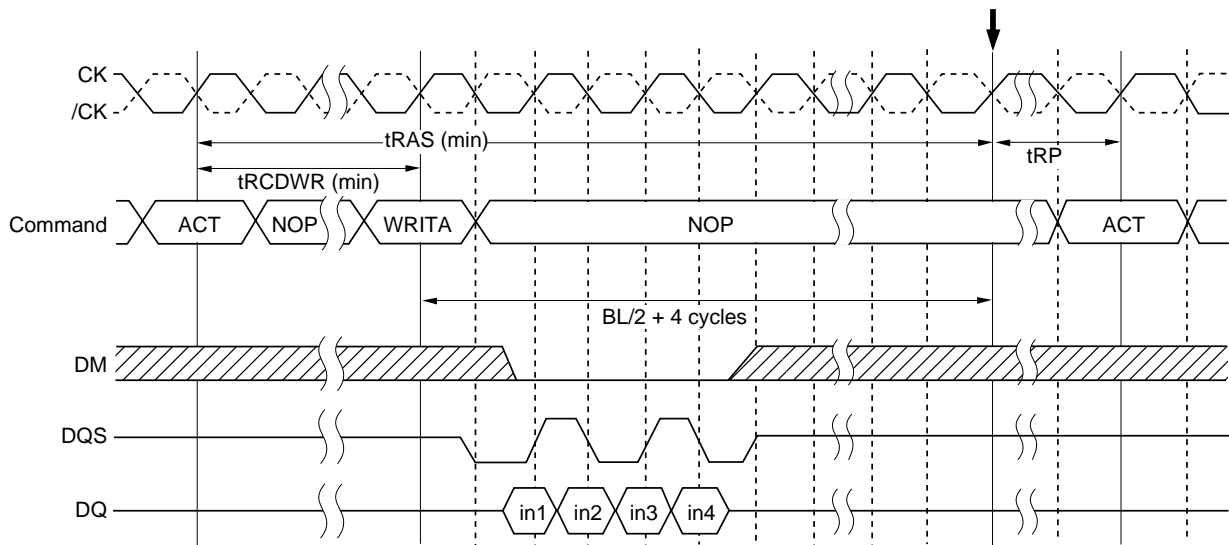 CK
/CK
tRAS (min)
tRP
tRCDWR (min)
Command
ACT
NOP
WRITA
NOP
ACT
BL/2 + 4 cycles
DM
DQS
DQ
in1
in2
in3
in4